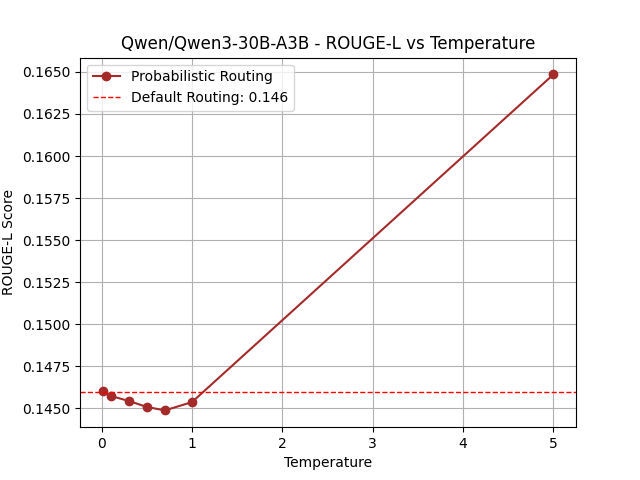 Qwen/Qwen3-30B-A3B - ROUGE-L vs Temperature
Probabilistic Routing
Default Routing: 0.146
ROUGE-L Score
0.1650
0.1625
0.1600
0.1575
0.1550
0.1525
0.1500
0.1475
0.1450
0 1 2 3 4 5
Temperature